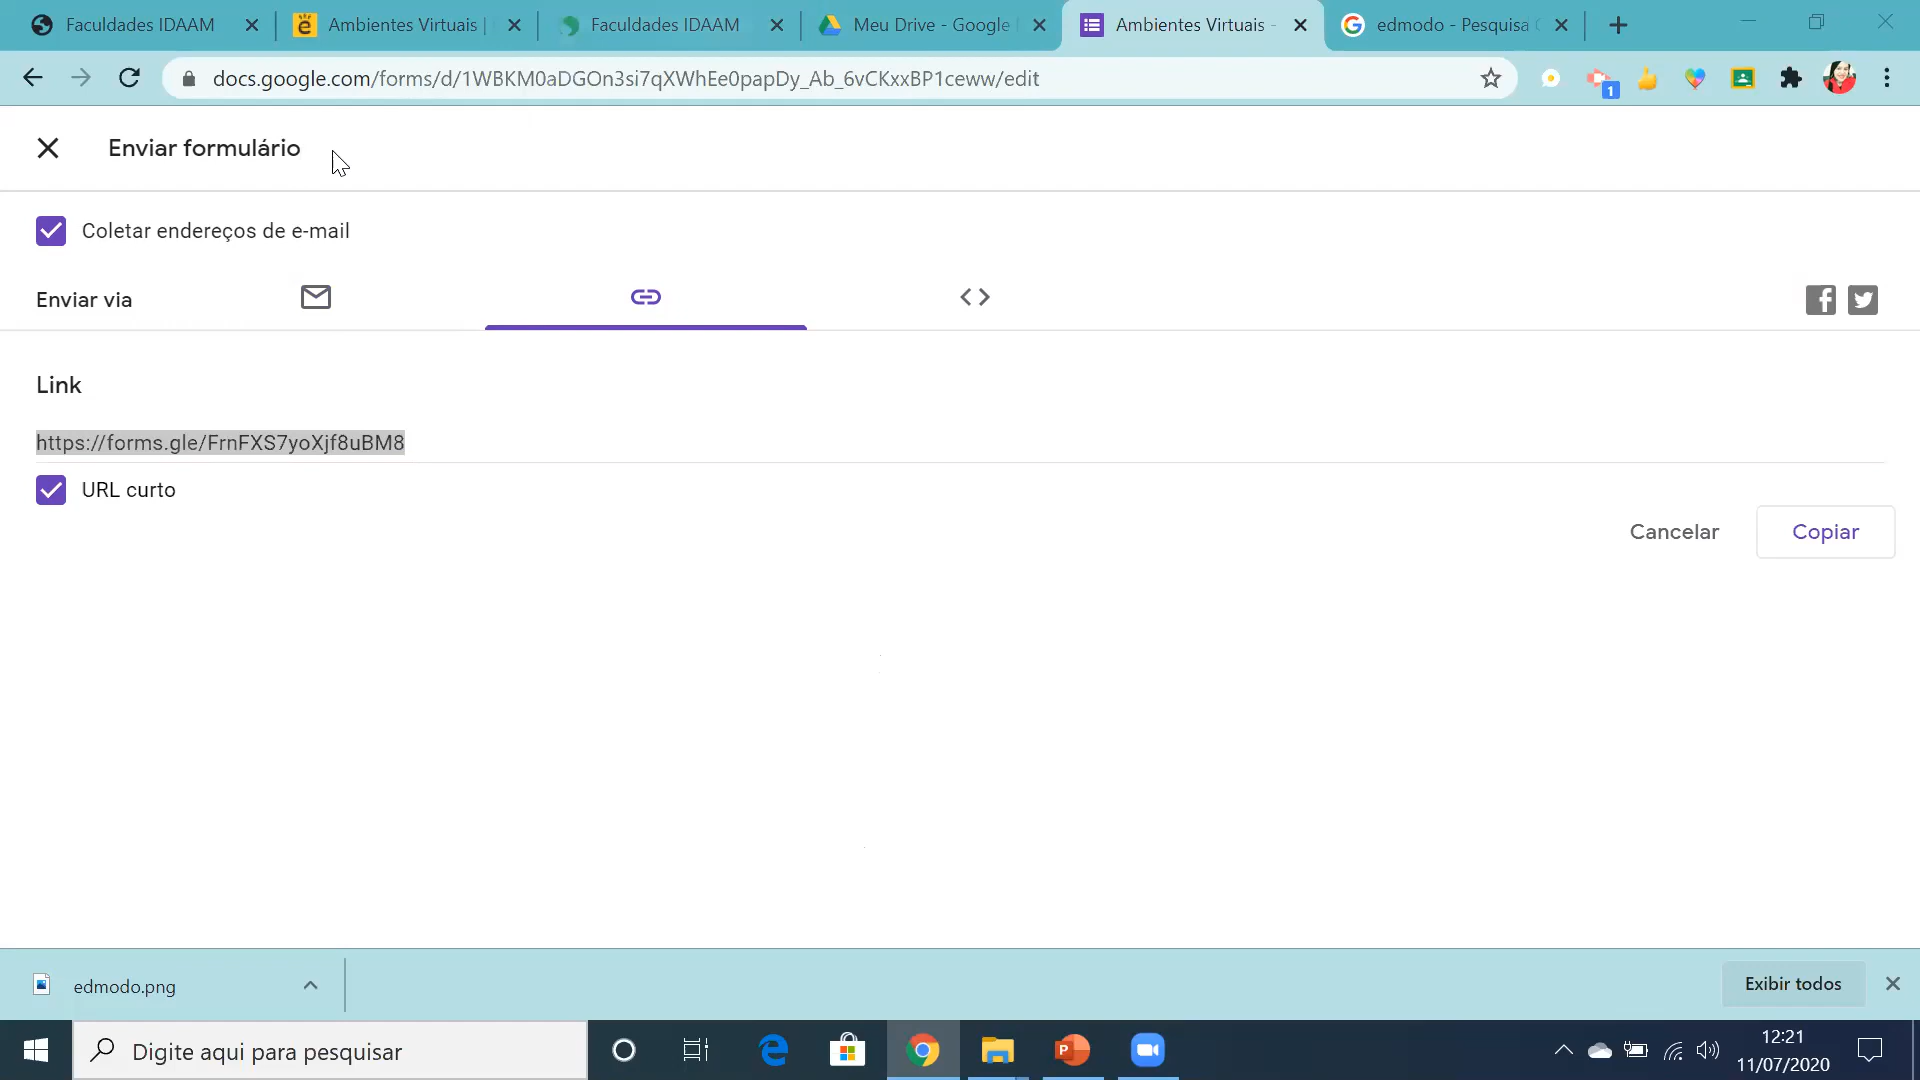 Faculdades IDAAM
Ambientes Virtuais |
Faculdades IDAAM
Meu Drive - Google
Ambientes Virtuais -
edmodo - Pesquisa
docs.google.com/forms/d/1WBKM0aDGOn3si7qXWhEe0papDy_Ab_6vCKxxBP1ceww/edit
1
Enviar formulário
Coletar endereços de e-mail
Enviar via
Link
https://forms.gle/FrnFXS7yoXjf8uBM8
URL curto
Cancelar
Copiar
edmodo.png
Exibir todos
Digite aqui para pesquisar
12:21
11/07/2020